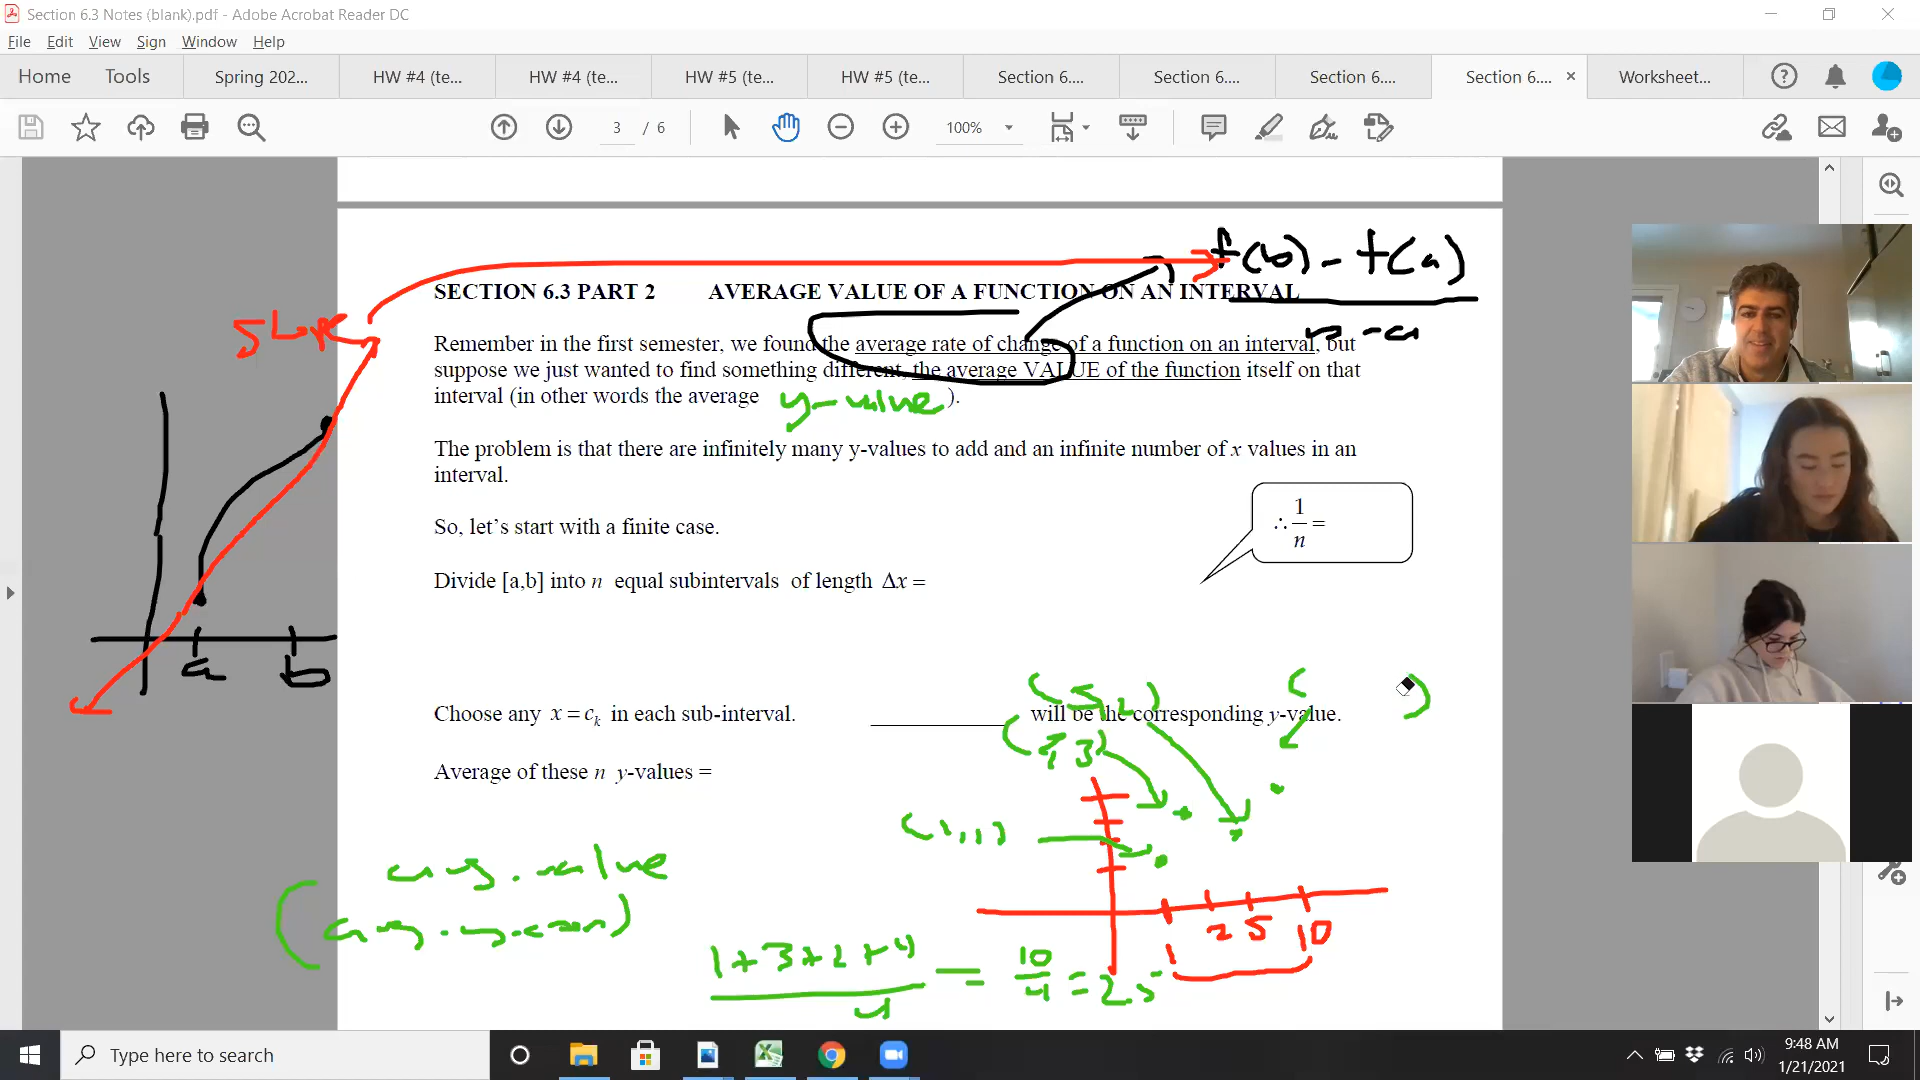 Section 6.3 Notes (blank).pdf - Adobe Acrobat Reader DC
File Edit View Sign Window Help
Home Tools Spring 202... HW #4 (te... HW #4 (te... HW #5 (te... HW #5 (te... Section 6.... Section 6.... Section 6.... Section 6.... × Worksheet...
3 / 6 100%
f(b) - f(a)
b - a
SECTION 6.3 PART 2 AVERAGE VALUE OF A FUNCTION ON AN INTERVAL
Slope
Remember in the first semester, we found the average rate of change of a function on an interval, but
suppose we just wanted to find something different, the average VALUE of the function itself on that
interval (in other words the average y-value ).
The problem is that there are infinitely many y-values to add and an infinite number of x values in an
interval.
So, let's start with a finite case.
∴ 1/n =
Divide [a,b] into n equal subintervals of length Δx =
a b
(5,2) ( )
Choose any x = cₖ in each sub-interval. __________ will be the corresponding y-value.
Average of these n y-values =
(1,1)
avg. value
2 5 10
1+3+2+4 / 4 = 10/4 = 2.5
Type here to search
9:48 AM
1/21/2021